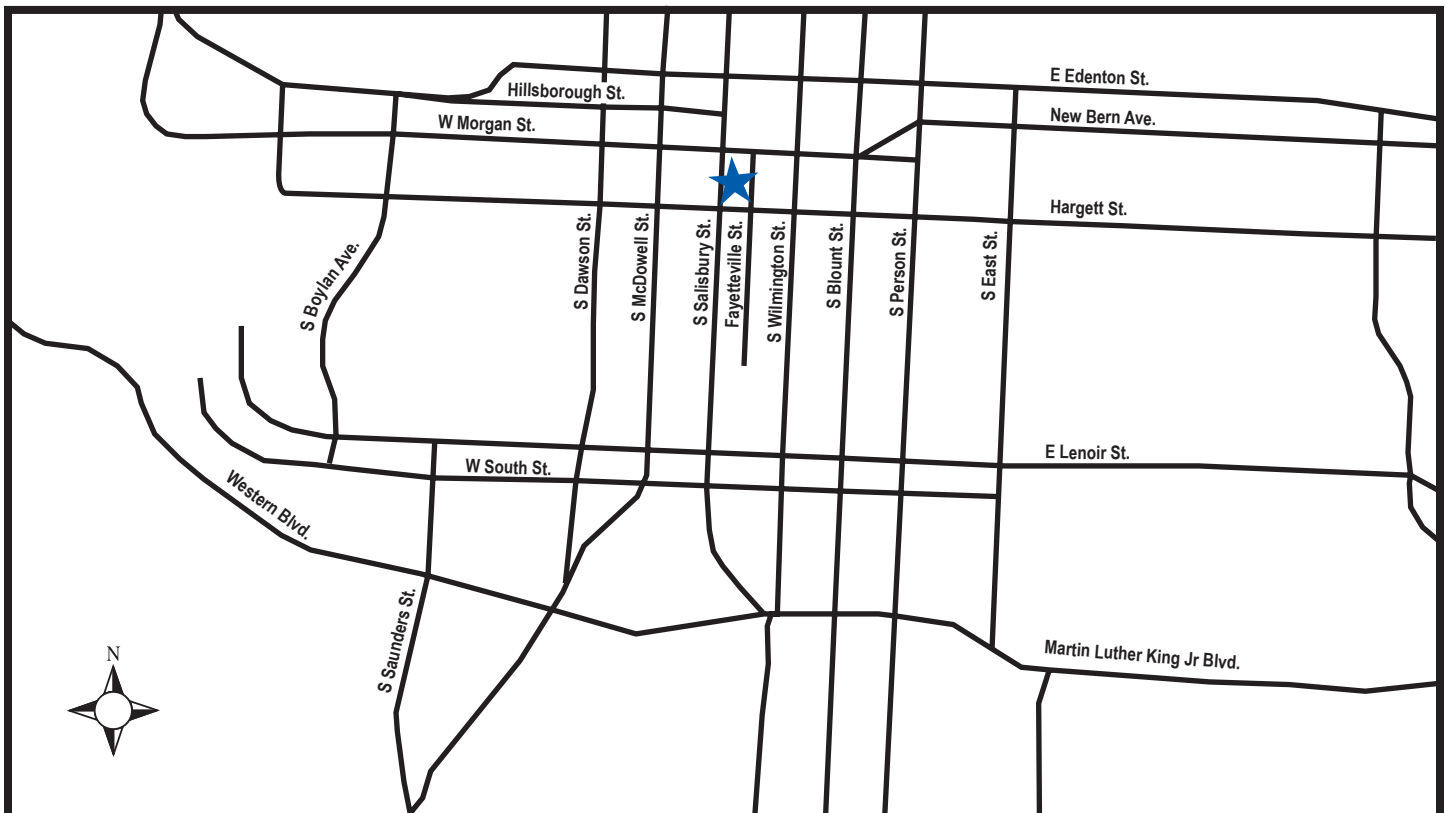 E Edenton St.
Hillsborough St.
New Bern Ave.
W Morgan St.
Hargett St.
S Boylan Ave.
S Dawson St.
S McDowell St.
S Salisbury St.
Fayetteville St.
S Wilmington St.
S Blount St.
S Person St.
S East St.
E Lenoir St.
W South St.
Western Blvd.
S Saunders St.
Martin Luther King Jr Blvd.
N